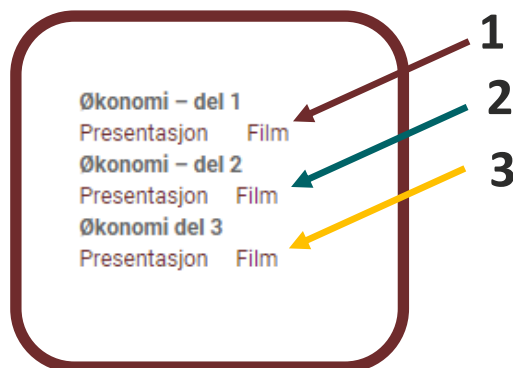 1
Økonomi – del 1
Presentasjon Film
2
Økonomi – del 2
Presentasjon Film
3
Økonomi del 3
Presentasjon Film